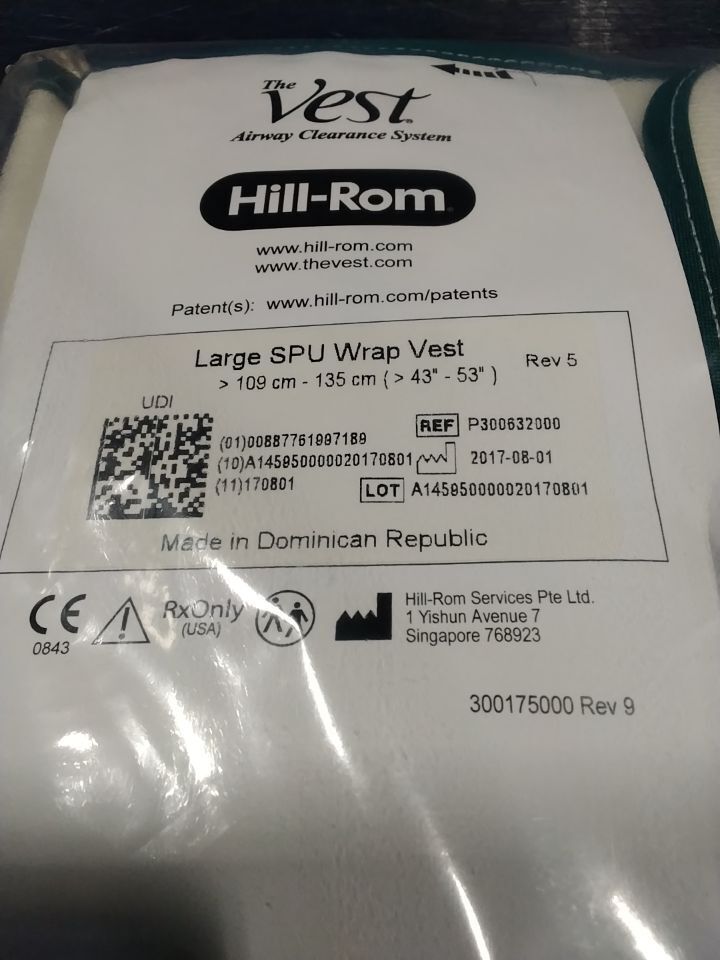 The
Vest®
Airway Clearance System
Hill-Rom®
www.hill-rom.com
www.thevest.com
Patent(s): www.hill-rom.com/patents
Large SPU Wrap Vest Rev 5
> 109 cm - 135 cm ( > 43" - 53" )
UDI
(01)00887761997189 REF P300632000
(10)A145950000020170801 2017-08-01
(11)170801 LOT A145950000020170801
Made in Dominican Republic
CE
0843
RxOnly
(USA)
Hill-Rom Services Pte Ltd.
1 Yishun Avenue 7
Singapore 768923
300175000 Rev 9